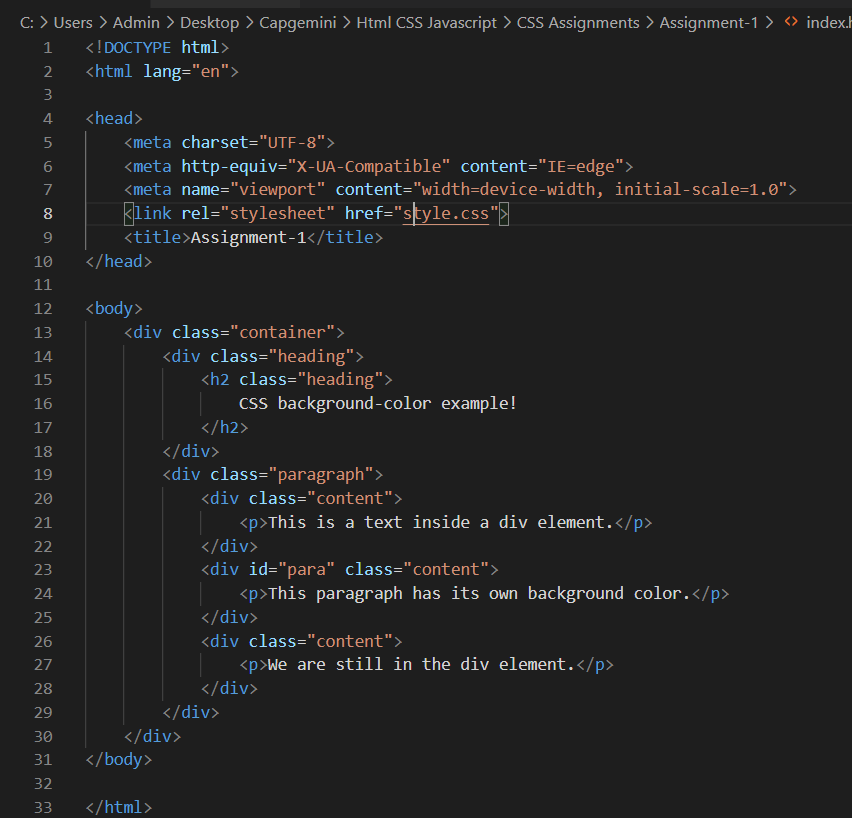 C: > Users > Admin > Desktop > Capgemini > Html CSS Javascript > CSS Assignments > Assignment-1 > <> index.h
1 <!DOCTYPE html>
2 <html lang="en">
3
4 <head>
5     <meta charset="UTF-8">
6     <meta http-equiv="X-UA-Compatible" content="IE=edge">
7     <meta name="viewport" content="width=device-width, initial-scale=1.0">
8     <link rel="stylesheet" href="style.css">
9     <title>Assignment-1</title>
10 </head>
11
12 <body>
13     <div class="container">
14         <div class="heading">
15             <h2 class="heading">
16                 CSS background-color example!
17             </h2>
18         </div>
19         <div class="paragraph">
20             <div class="content">
21                 <p>This is a text inside a div element.</p>
22             </div>
23             <div id="para" class="content">
24                 <p>This paragraph has its own background color.</p>
25             </div>
26             <div class="content">
27                 <p>We are still in the div element.</p>
28             </div>
29         </div>
30     </div>
31 </body>
32
33 </html>